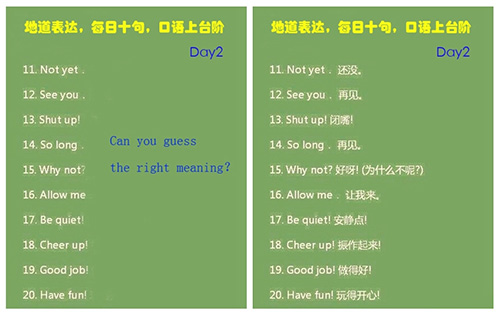 地道表达，每日十句，口语上台阶
Day2
11. Not yet .
12. See you .
13. Shut up!
14. So long .
15. Why not?
16. Allow me
17. Be quiet!
18. Cheer up!
19. Good job!
20. Have fun!
Can you guess
the right meaning?
地道表达，每日十句，口语上台阶
Day2
11. Not yet . 还没。
12. See you . 再见。
13. Shut up! 闭嘴!
14. So long . 再见。
15. Why not? 好呀! (为什么不呢?)
16. Allow me . 让我来。
17. Be quiet! 安静点!
18. Cheer up! 振作起来!
19. Good job! 做得好!
20. Have fun! 玩得开心!